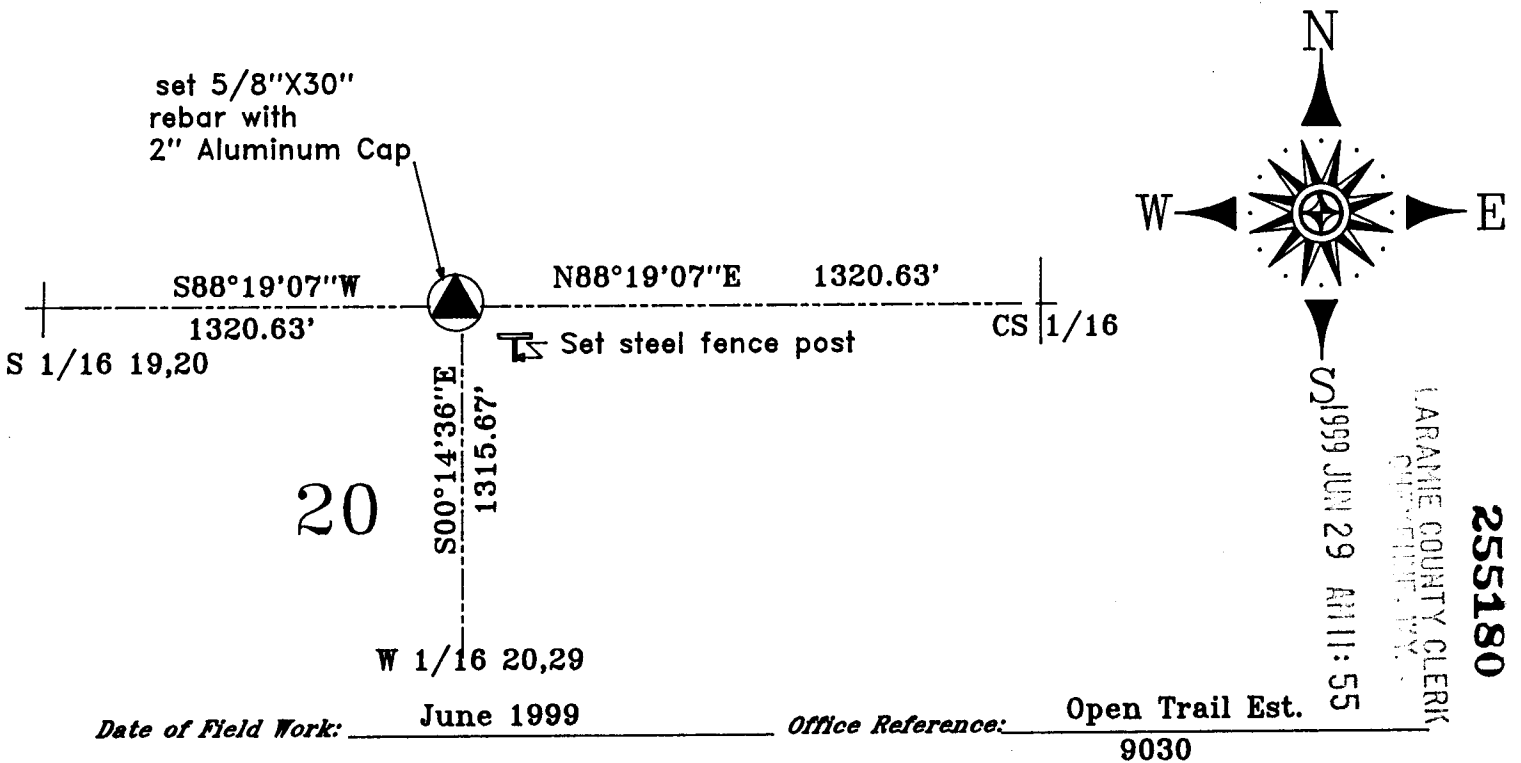 N
set 5/8"X30"
rebar with
2" Aluminum Cap
W
E
S88°19'07"W
1320.63'
N88°19'07"E 1320.63'
S 1/16 19,20
CS 1/16
Set steel fence post
S
S00°14'36"E
1315.67'
20
W 1/16 20,29
LARAMIE COUNTY CLERK
1999 JUN 29 AM 11:55
255180
Date of Field Work: June 1999
Office Reference: Open Trail Est.
9030